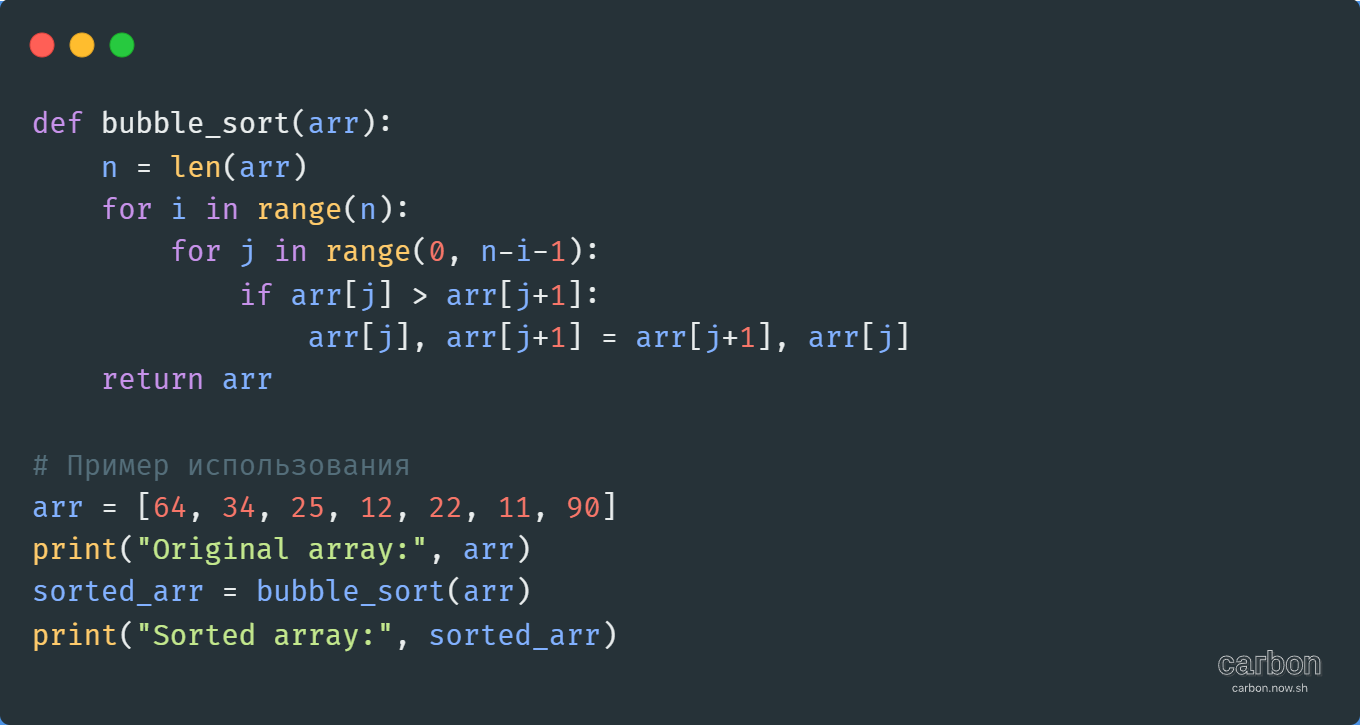 def bubble_sort(arr):
    n = len(arr)
    for i in range(n):
        for j in range(0, n-i-1):
            if arr[j] > arr[j+1]:
                arr[j], arr[j+1] = arr[j+1], arr[j]
    return arr

# Пример использования
arr = [64, 34, 25, 12, 22, 11, 90]
print("Original array:", arr)
sorted_arr = bubble_sort(arr)
print("Sorted array:", sorted_arr)
carbon
carbon.now.sh